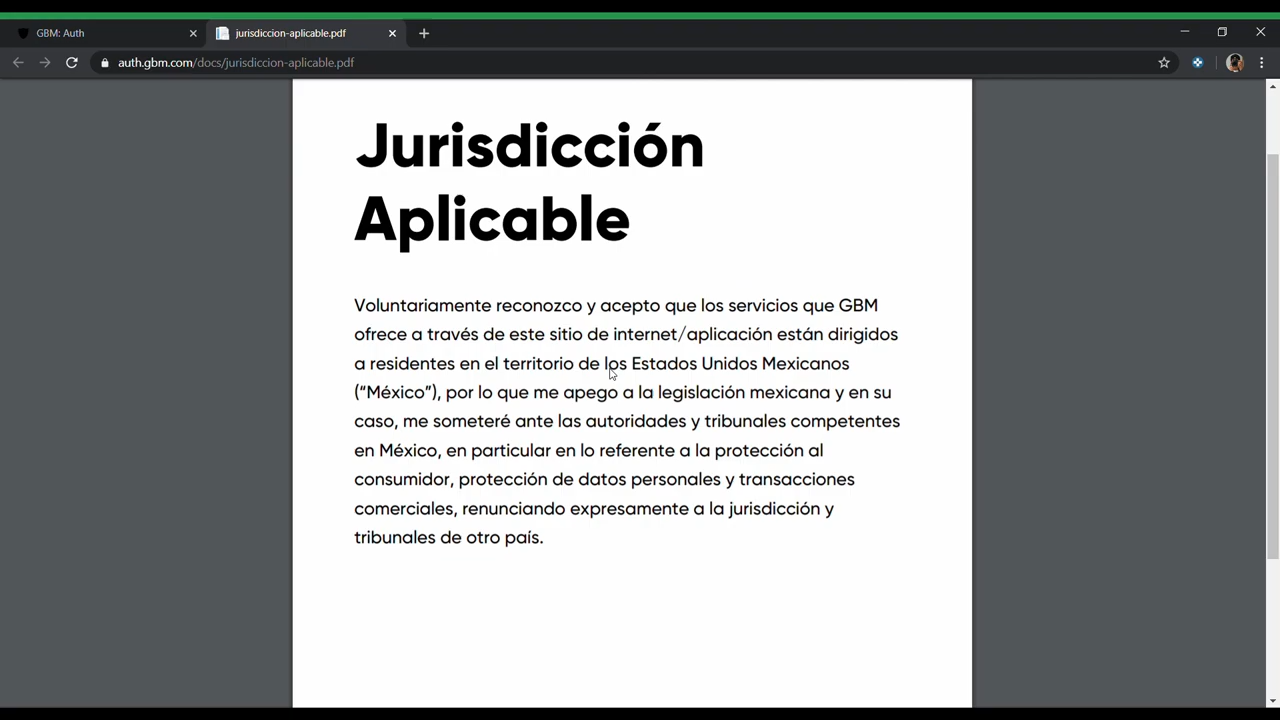 GBM: Auth
jurisdiccion-aplicable.pdf
auth.gbm.com/docs/jurisdiccion-aplicable.pdf
Jurisdicción
Aplicable
Voluntariamente reconozco y acepto que los servicios que GBM
ofrece a través de este sitio de internet/aplicación están dirigidos
a residentes en el territorio de los Estados Unidos Mexicanos
(“México”), por lo que me apego a la legislación mexicana y en su
caso, me someteré ante las autoridades y tribunales competentes
en México, en particular en lo referente a la protección al
consumidor, protección de datos personales y transacciones
comerciales, renunciando expresamente a la jurisdicción y
tribunales de otro país.